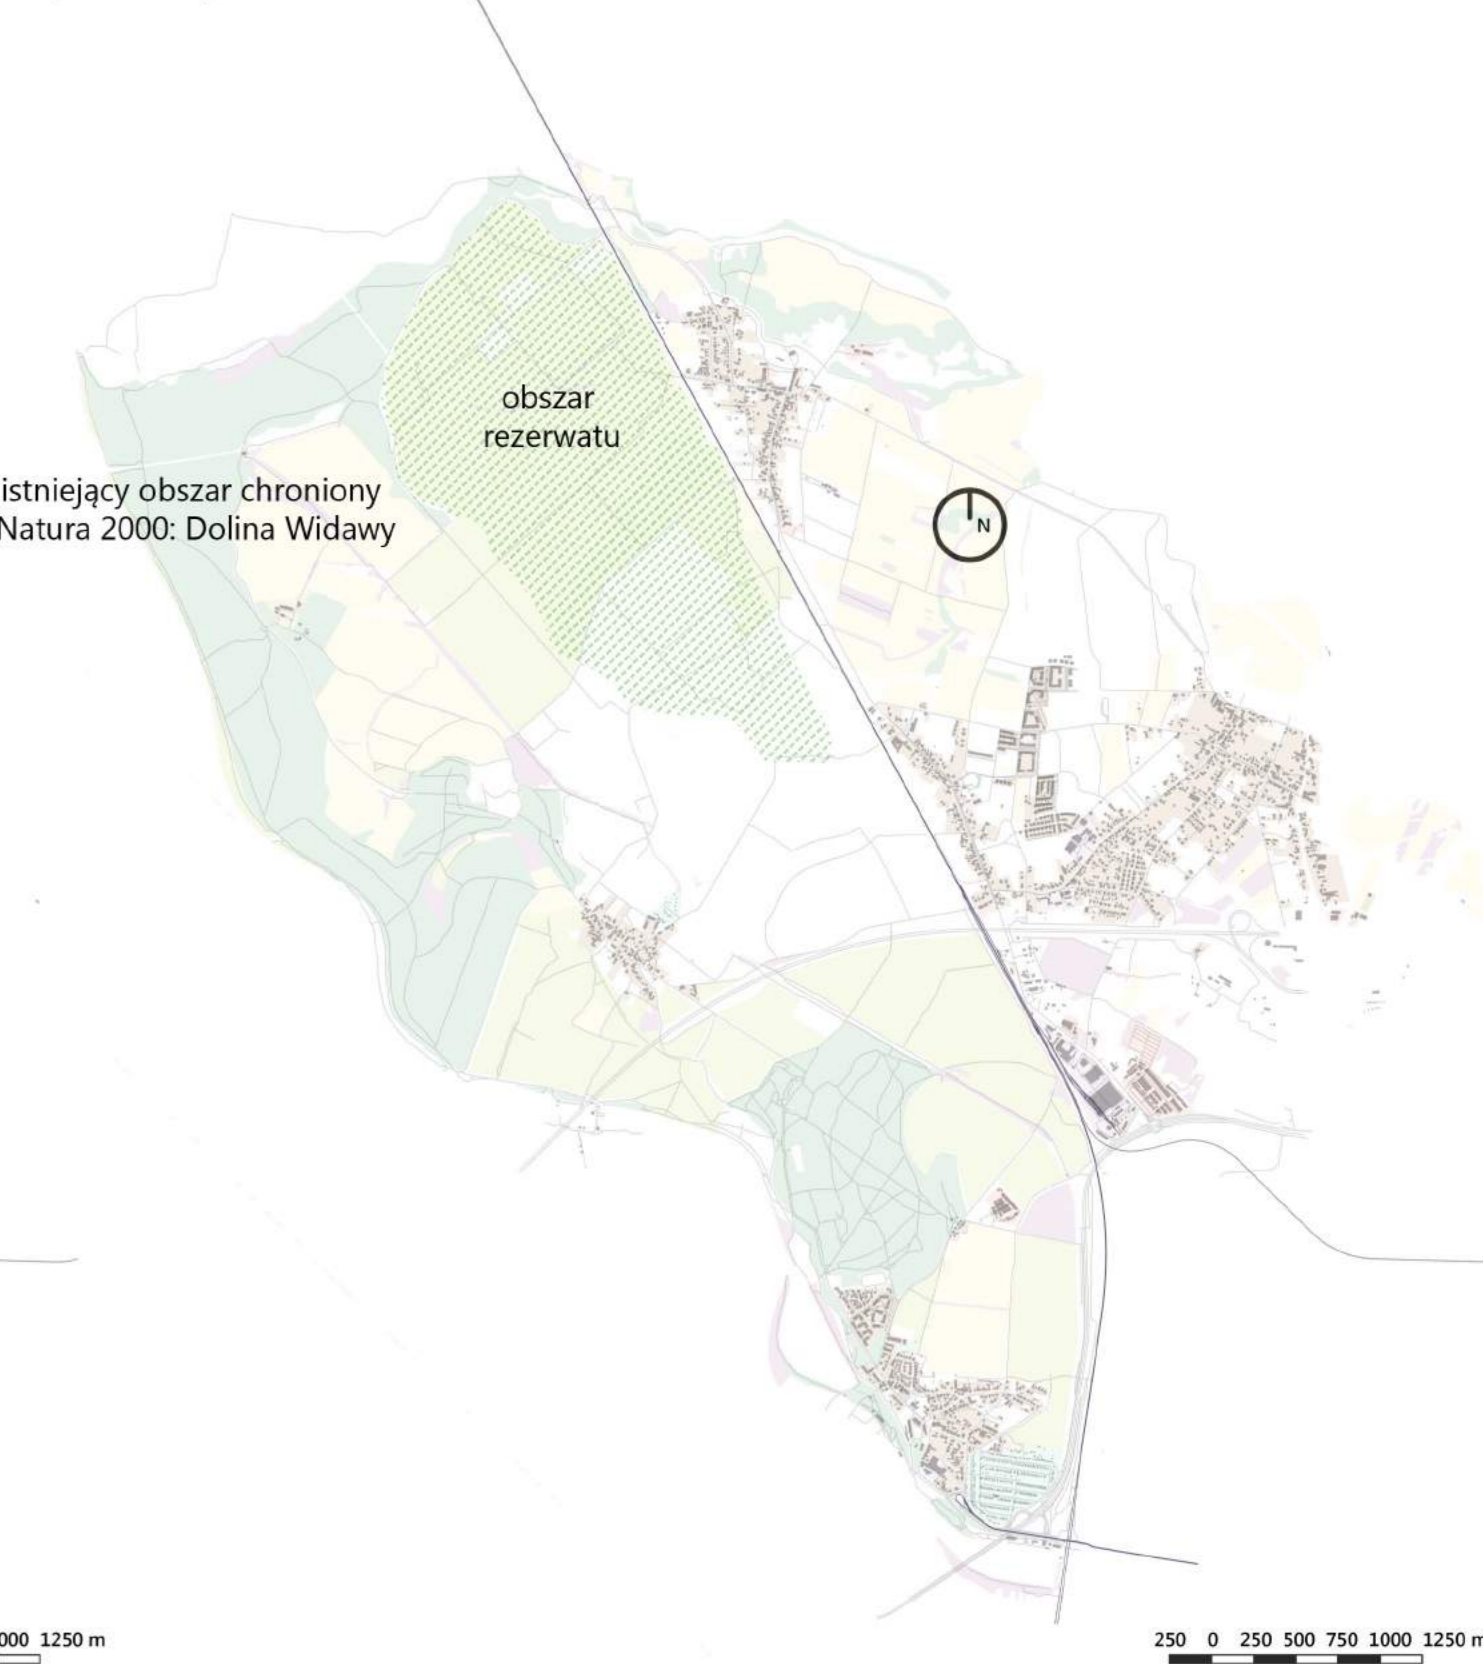 obszar
rezerwatu
istniejący obszar chroniony
Natura 2000: Dolina Widawy
N
000 1250 m
250 0 250 500 750 1000 1250 m